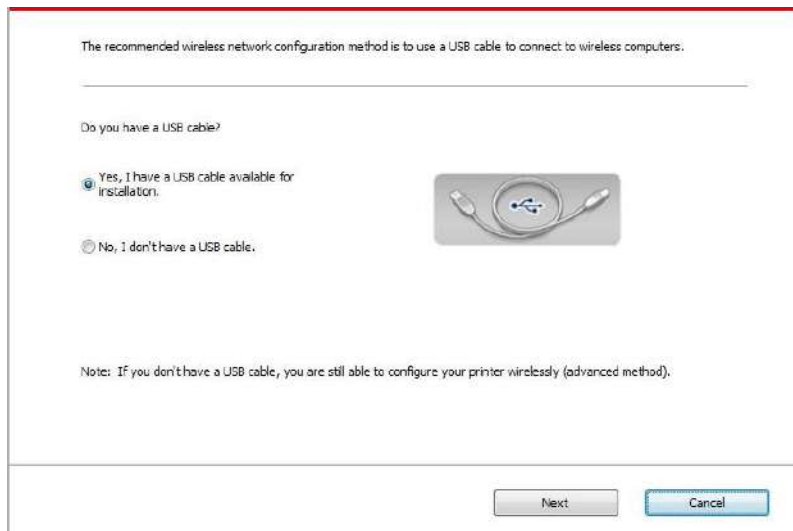 The recommended wireless network configuration method is to use a USB cable to connect to wireless computers.
Do you have a USB cable?
Yes, I have a USB cable available for
installation.
No, I don't have a USB cable.
Note: If you don't have a USB cable, you are still able to configure your printer wirelessly (advanced method).
Next
Cancel